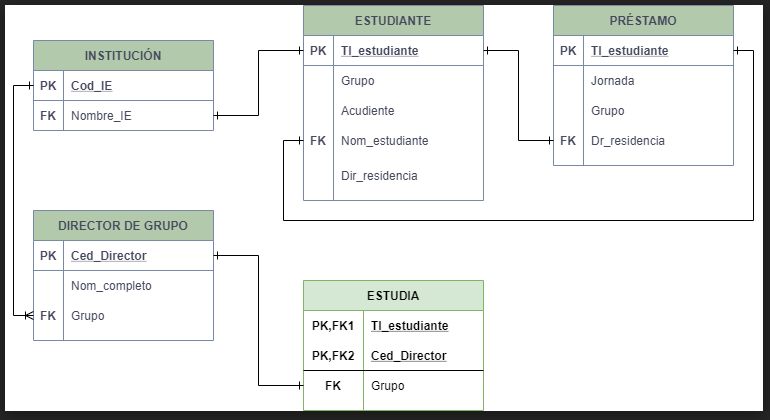 INSTITUCIÓN
PK Cod_IE
FK Nombre_IE
ESTUDIANTE
PK TI_estudiante
Grupo
Acudiente
FK Nom_estudiante
Dir_residencia
PRÉSTAMO
PK TI_estudiante
Jornada
Grupo
FK Dr_residencia
DIRECTOR DE GRUPO
PK Ced_Director
Nom_completo
FK Grupo
ESTUDIA
PK,FK1 TI_estudiante
PK,FK2 Ced_Director
FK Grupo